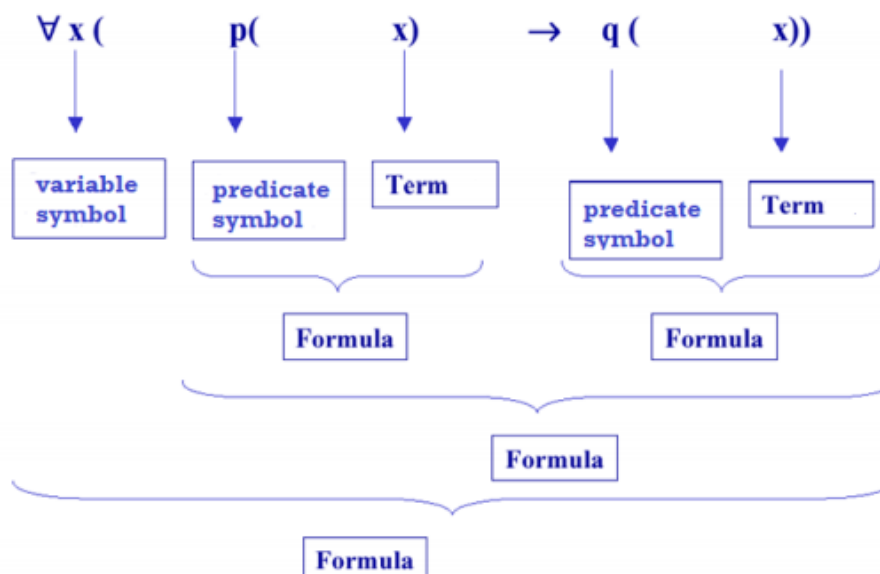 ∀ x ( p( x) → q ( x))
variable symbol
predicate symbol
Term
predicate symbol
Term
Formula
Formula
Formula
Formula